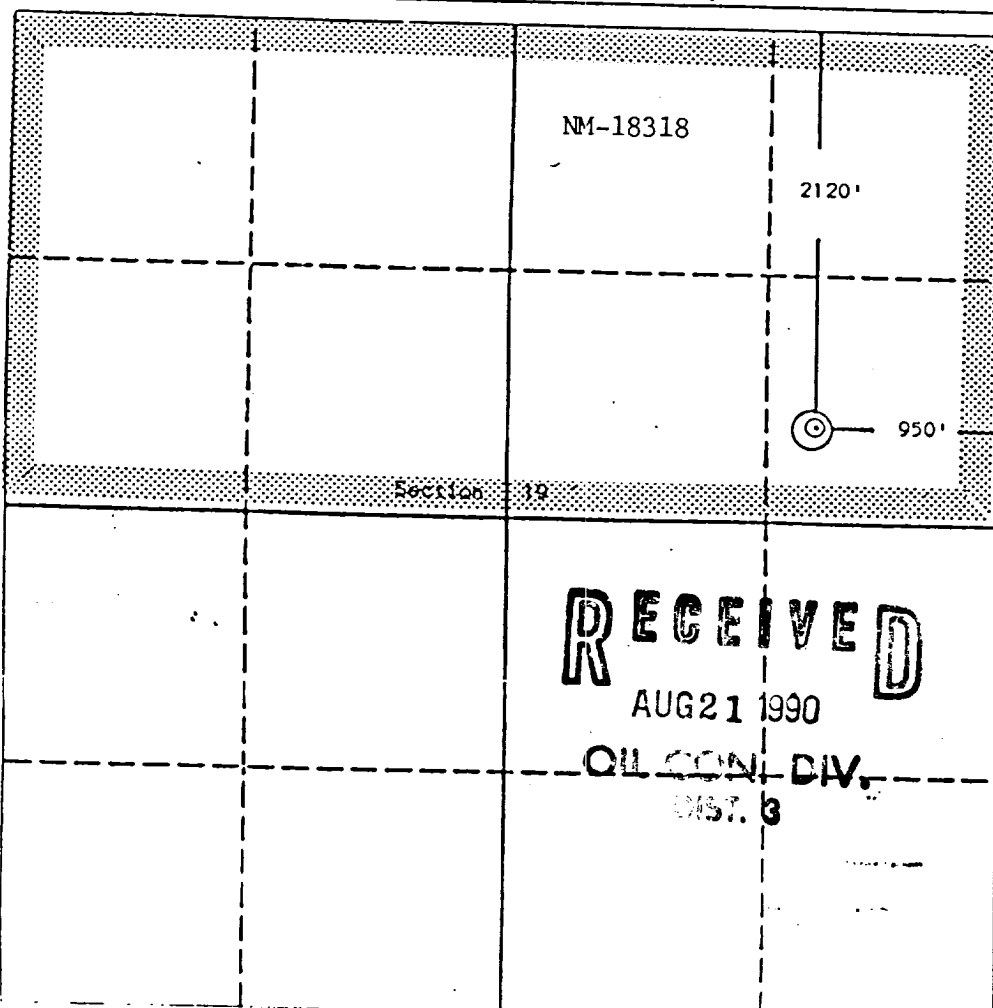 NM-18318
2120'
950'
Section 19
RECEIVED
AUG 21 1990
OIL CON. DIV.
DIST. 3